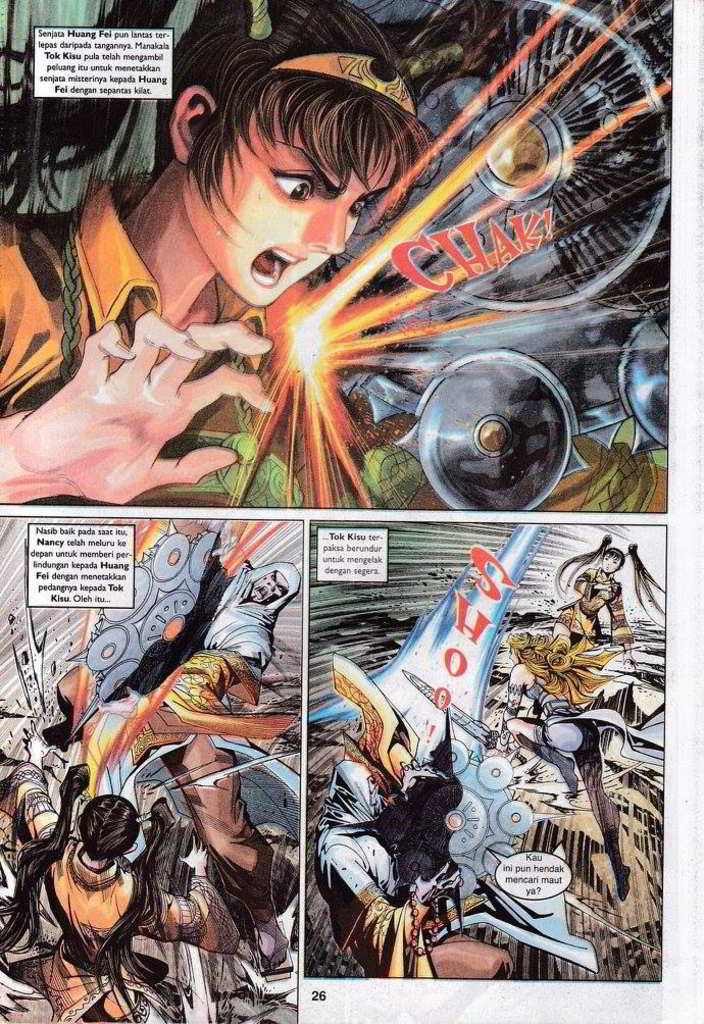 Senjata Huang Fei pun lantas ter-
lepas daripada tangannya. Manakala
Tok Kisu pula telah mengambil
peluang itu untuk menetakkan
senjata misterinya kepada Huang
Fei dengan sepantas kilat.
CHAK!
Nasib baik pada saat itu,
Nancy telah meluru ke
depan untuk memberi per-
lindungan kepada Huang
Fei dengan menetakkan
pedangnya kepada Tok
Kisu. Oleh itu...
...Tok Kisu ter-
paksa berundur
untuk mengelak
dengan segera.
SHOO!
Kau
ini pun hendak
mencari maut
ya?
26